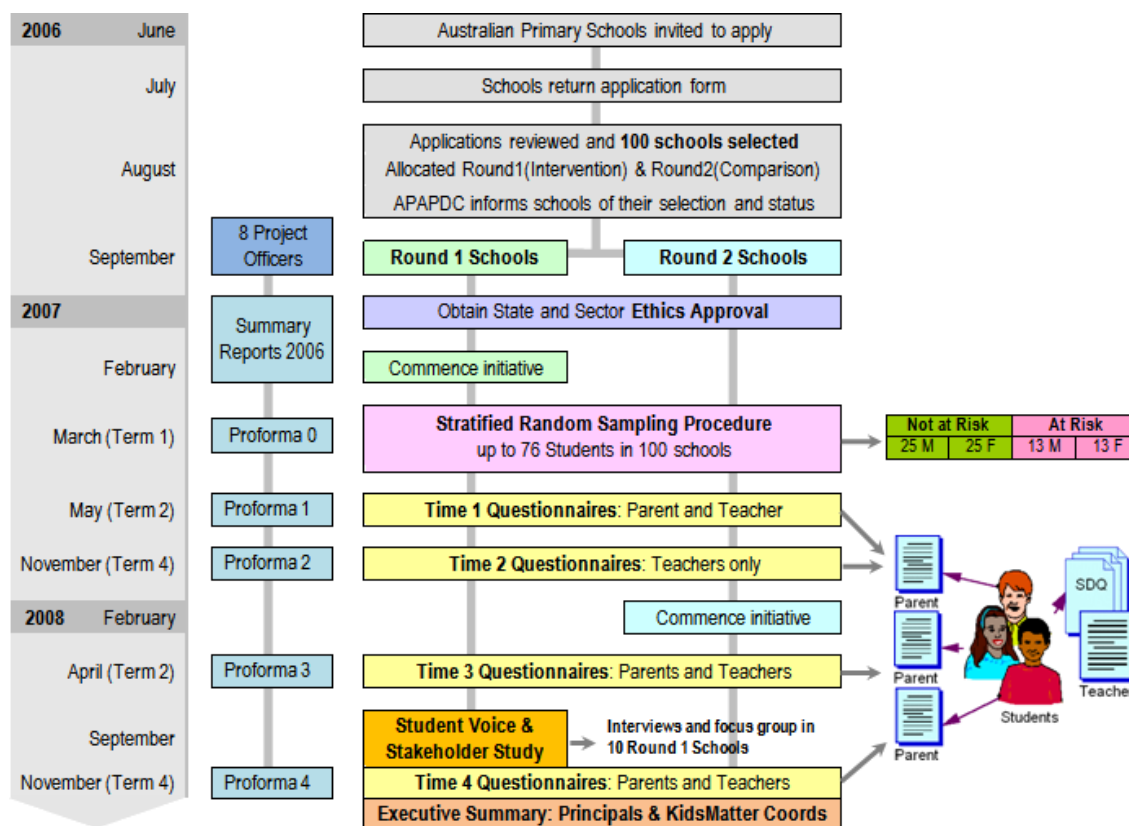 2006 June
Australian Primary Schools invited to apply
July
Schools return application form
August
Applications reviewed and 100 schools selected
Allocated Round1(Intervention) & Round2(Comparison)
APAPDC informs schools of their selection and status
September
8 Project
Officers
Round 1 Schools
Round 2 Schools
2007
Summary
Reports 2006
Obtain State and Sector Ethics Approval
February
Commence initiative
March (Term 1)
Proforma 0
Stratified Random Sampling Procedure
up to 76 Students in 100 schools
Not at Risk At Risk
25 M 25 F 13 M 13 F
May (Term 2)
Proforma 1
Time 1 Questionnaires: Parent and Teacher
November (Term 4)
Proforma 2
Time 2 Questionnaires: Teachers only
Parent
SDQ
2008 February
Commence initiative
April (Term 2)
Proforma 3
Time 3 Questionnaires: Parents and Teachers
Parent
Teacher
Students
September
Student Voice &
Stakeholder Study
Interviews and focus group in
10 Round 1 Schools
Parent
November (Term 4)
Proforma 4
Time 4 Questionnaires: Parents and Teachers
Executive Summary: Principals & KidsMatter Coords